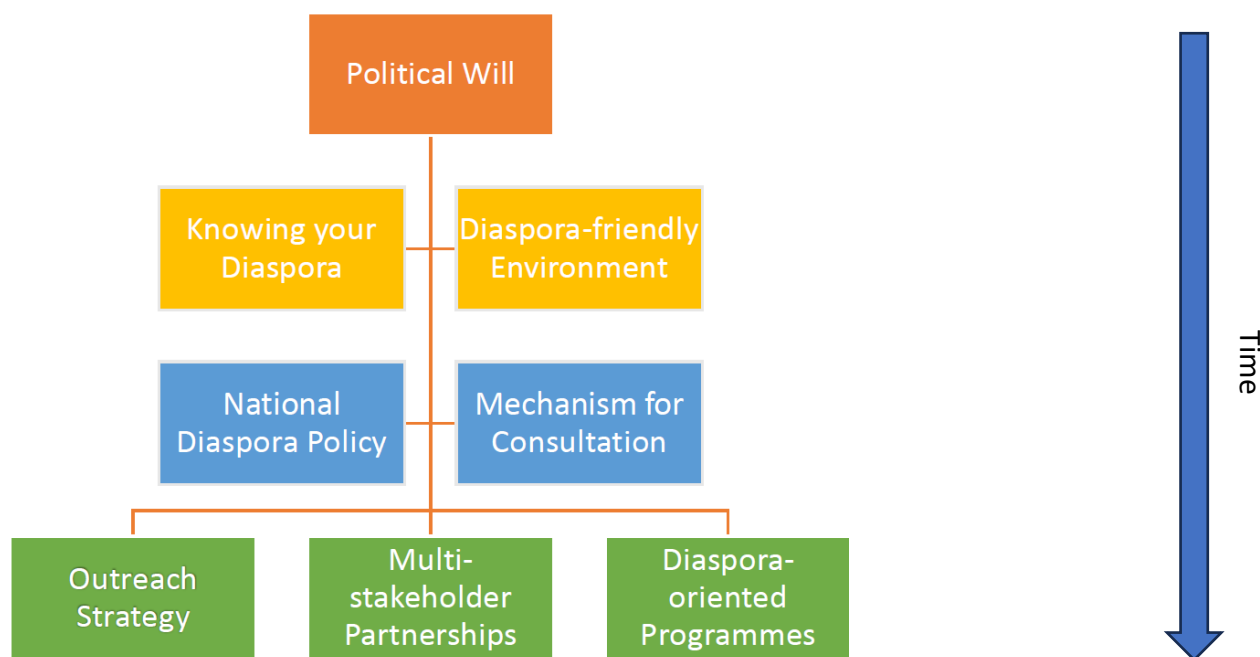 Political Will
Knowing your
Diaspora
Diaspora-friendly
Environment
National
Diaspora Policy
Mechanism for
Consultation
Outreach
Strategy
Multi-
stakeholder
Partnerships
Diaspora-
oriented
Programmes
Time